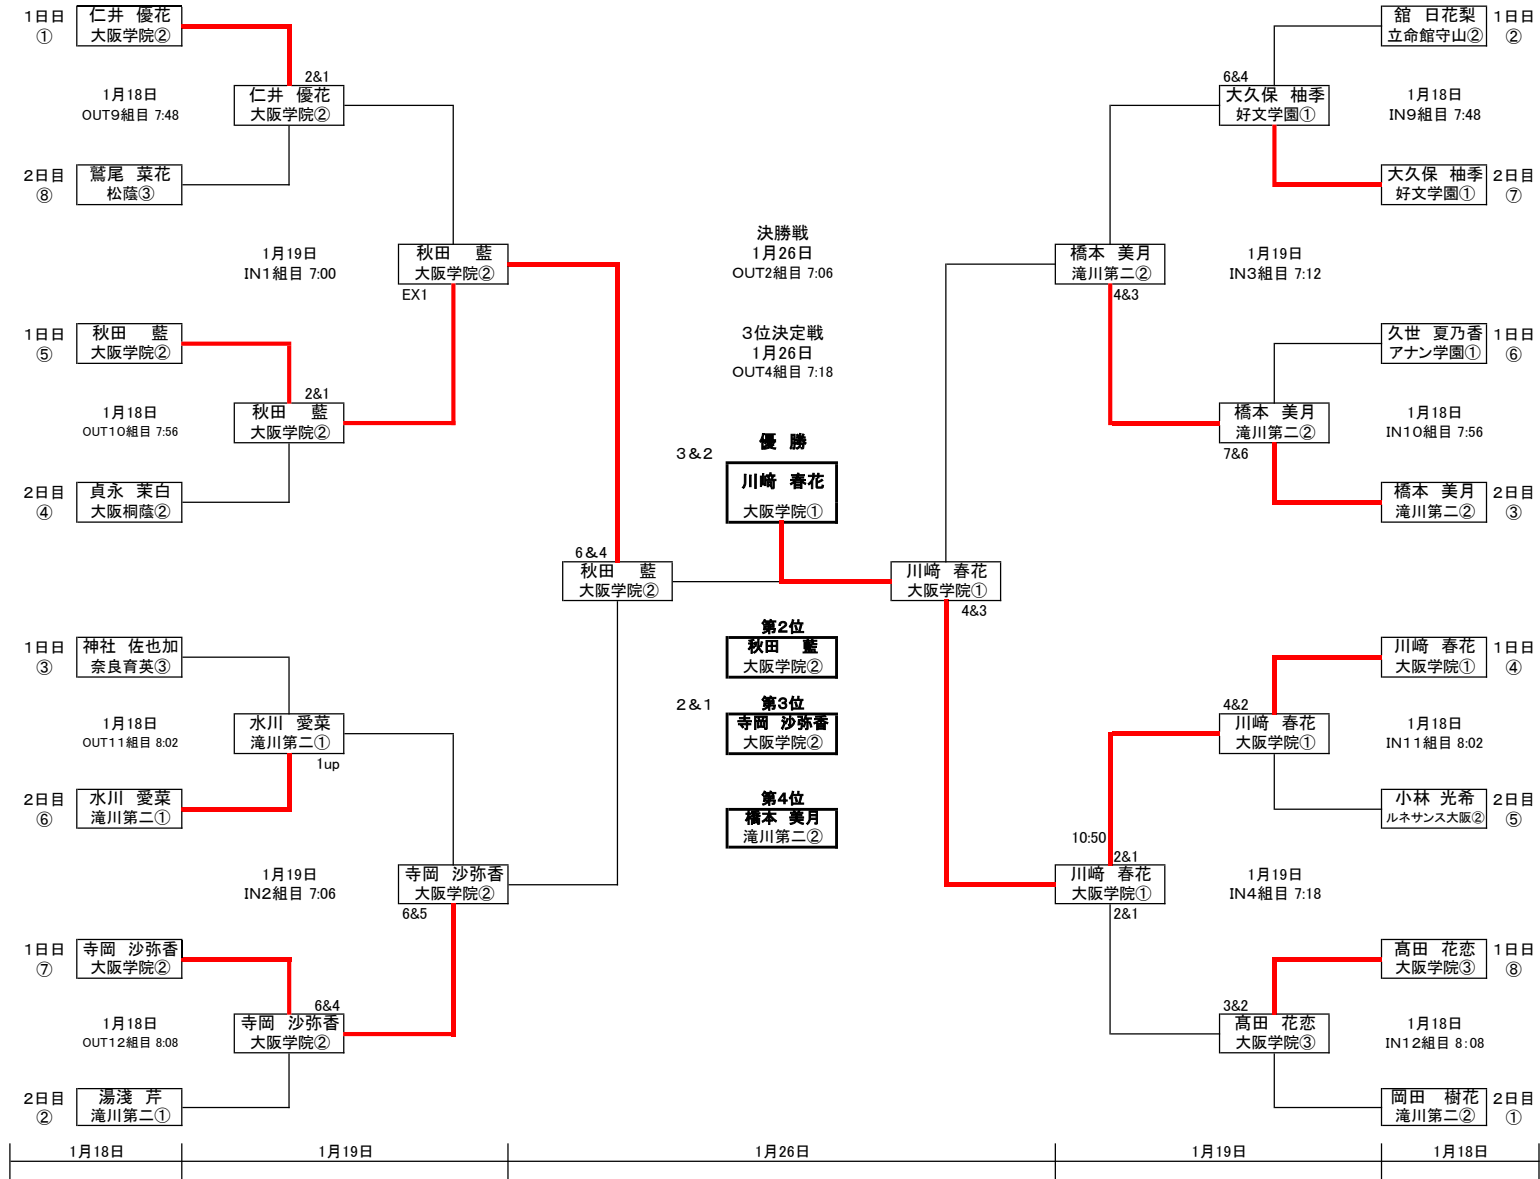 1日目
①
仁井　優花
大阪学院②
1月18日
OUT9組目 7:48
2&1
仁井　優花
大阪学院②
2日目
⑧
鷲尾　菜花
松蔭③
1月19日
IN1組目 7:00
秋田　藍
大阪学院②
EX1
1日目
⑤
秋田　藍
大阪学院②
1月18日
OUT10組目 7:56
2&1
秋田　藍
大阪学院②
2日目
④
貞永　茉白
大阪桐蔭②
6&4
秋田　藍
大阪学院②
1日目
③
神社　佐也加
奈良育英③
1月18日
OUT11組目 8:02
水川　愛菜
滝川第二①
1up
2日目
⑥
水川　愛菜
滝川第二①
1月19日
IN2組目 7:06
寺岡　沙弥香
大阪学院②
6&5
1日目
⑦
寺岡　沙弥香
大阪学院②
1月18日
OUT12組目 8:08
6&4
寺岡　沙弥香
大阪学院②
2日目
②
湯淺　芹
滝川第二①
決勝戦
1月26日
OUT2組目 7:06
3位決定戦
1月26日
OUT4組目 7:18
優 勝
3&2
川﨑　春花
大阪学院①
第2位
秋田　藍
大阪学院②
2&1
第3位
寺岡　沙弥香
大阪学院②
第4位
橋本　美月
滝川第二②
舘　日花梨
立命館守山②
1日目
②
6&4
大久保　柚季
好文学園①
1月18日
IN9組目 7:48
大久保　柚季
好文学園①
2日目
⑦
橋本　美月
滝川第二②
4&3
1月19日
IN3組目 7:12
久世　夏乃香
アナン学園①
1日目
⑥
橋本　美月
滝川第二②
7&6
1月18日
IN10組目 7:56
橋本　美月
滝川第二②
2日目
③
川﨑　春花
大阪学院①
4&3
川﨑　春花
大阪学院①
1日目
④
4&2
川﨑　春花
大阪学院①
1月18日
IN11組目 8:02
小林　光希
ルネサンス大阪②
2日目
⑤
10:50
2&1
川﨑　春花
大阪学院①
2&1
1月19日
IN4組目 7:18
髙田　花恋
大阪学院③
1日目
⑧
3&2
髙田　花恋
大阪学院③
1月18日
IN12組目 8:08
岡田　樹花
滝川第二②
2日目
①
1月18日
1月19日
1月26日
1月19日
1月18日